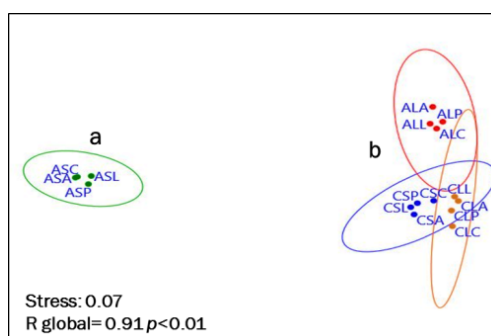 a
ASC
ASA ASL
ASP
b
ALA
ALP
ALL
ALC
CSP CSC CLL
CSL CLA
CSA CLP
CLC
Stress: 0.07
R global= 0.91 p<0.01